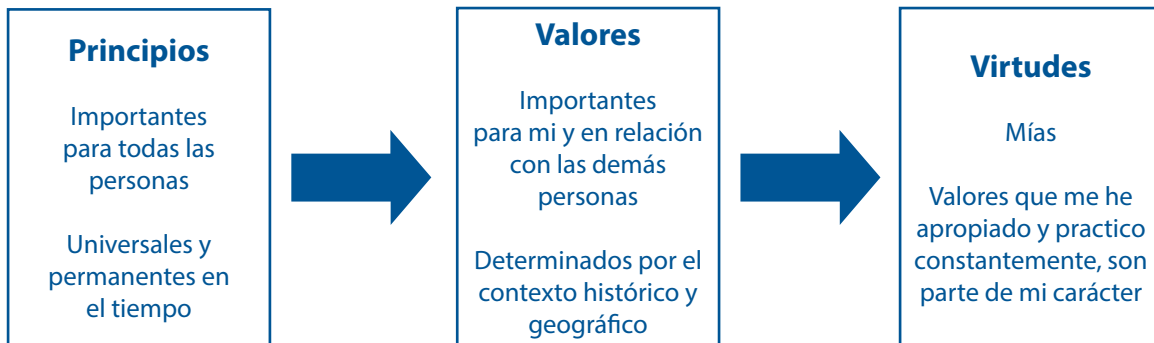 Principios
Importantes
para todas las
personas
Universales y
permanentes en
el tiempo
Valores
Importantes
para mi y en relación
con las demás
personas
Determinados por el
contexto histórico y
geográfico
Virtudes
Mías
Valores que me he
apropiado y practico
constantemente, son
parte de mi carácter